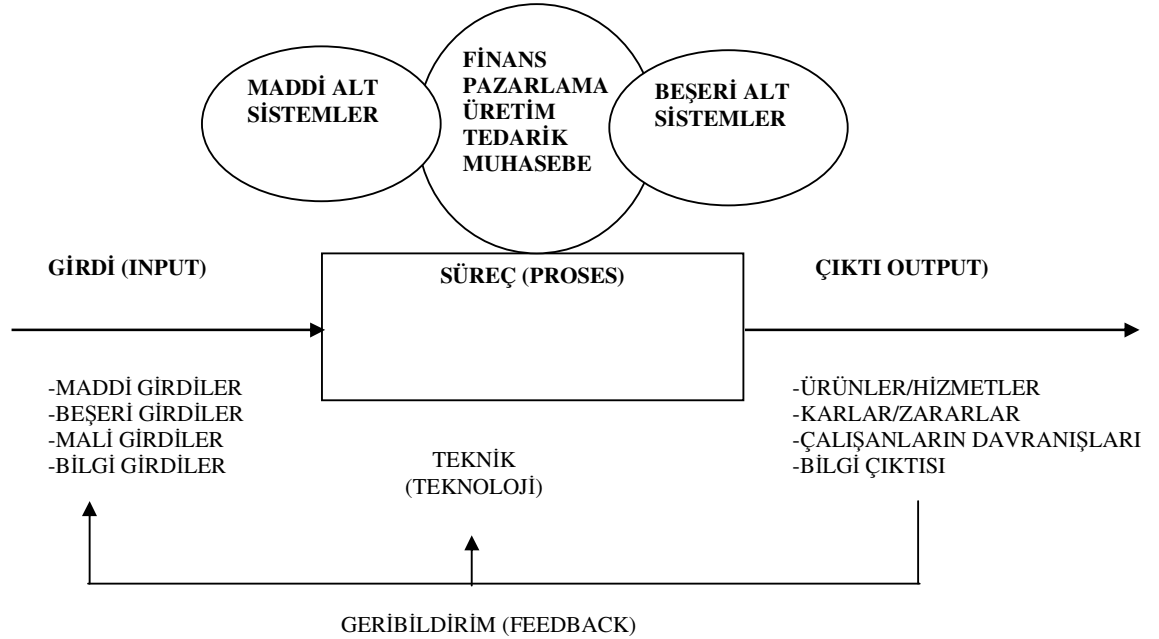 MADDİ ALT
SİSTEMLER
FİNANS
PAZARLAMA
ÜRETİM
TEDARİK
MUHASEBE
BEŞERİ ALT
SİSTEMLER
GİRDİ (INPUT)
SÜREÇ (PROSES)
ÇIKTI OUTPUT)
-MADDİ GİRDİLER
-BEŞERİ GİRDİLER
-MALİ GİRDİLER
-BİLGİ GİRDİLER
TEKNİK
(TEKNOLOJİ)
-ÜRÜNLER/HİZMETLER
-KARLAR/ZARARLAR
-ÇALIŞANLARIN DAVRANIŞLARI
-BİLGİ ÇIKTISI
GERİBİLDİRİM (FEEDBACK)